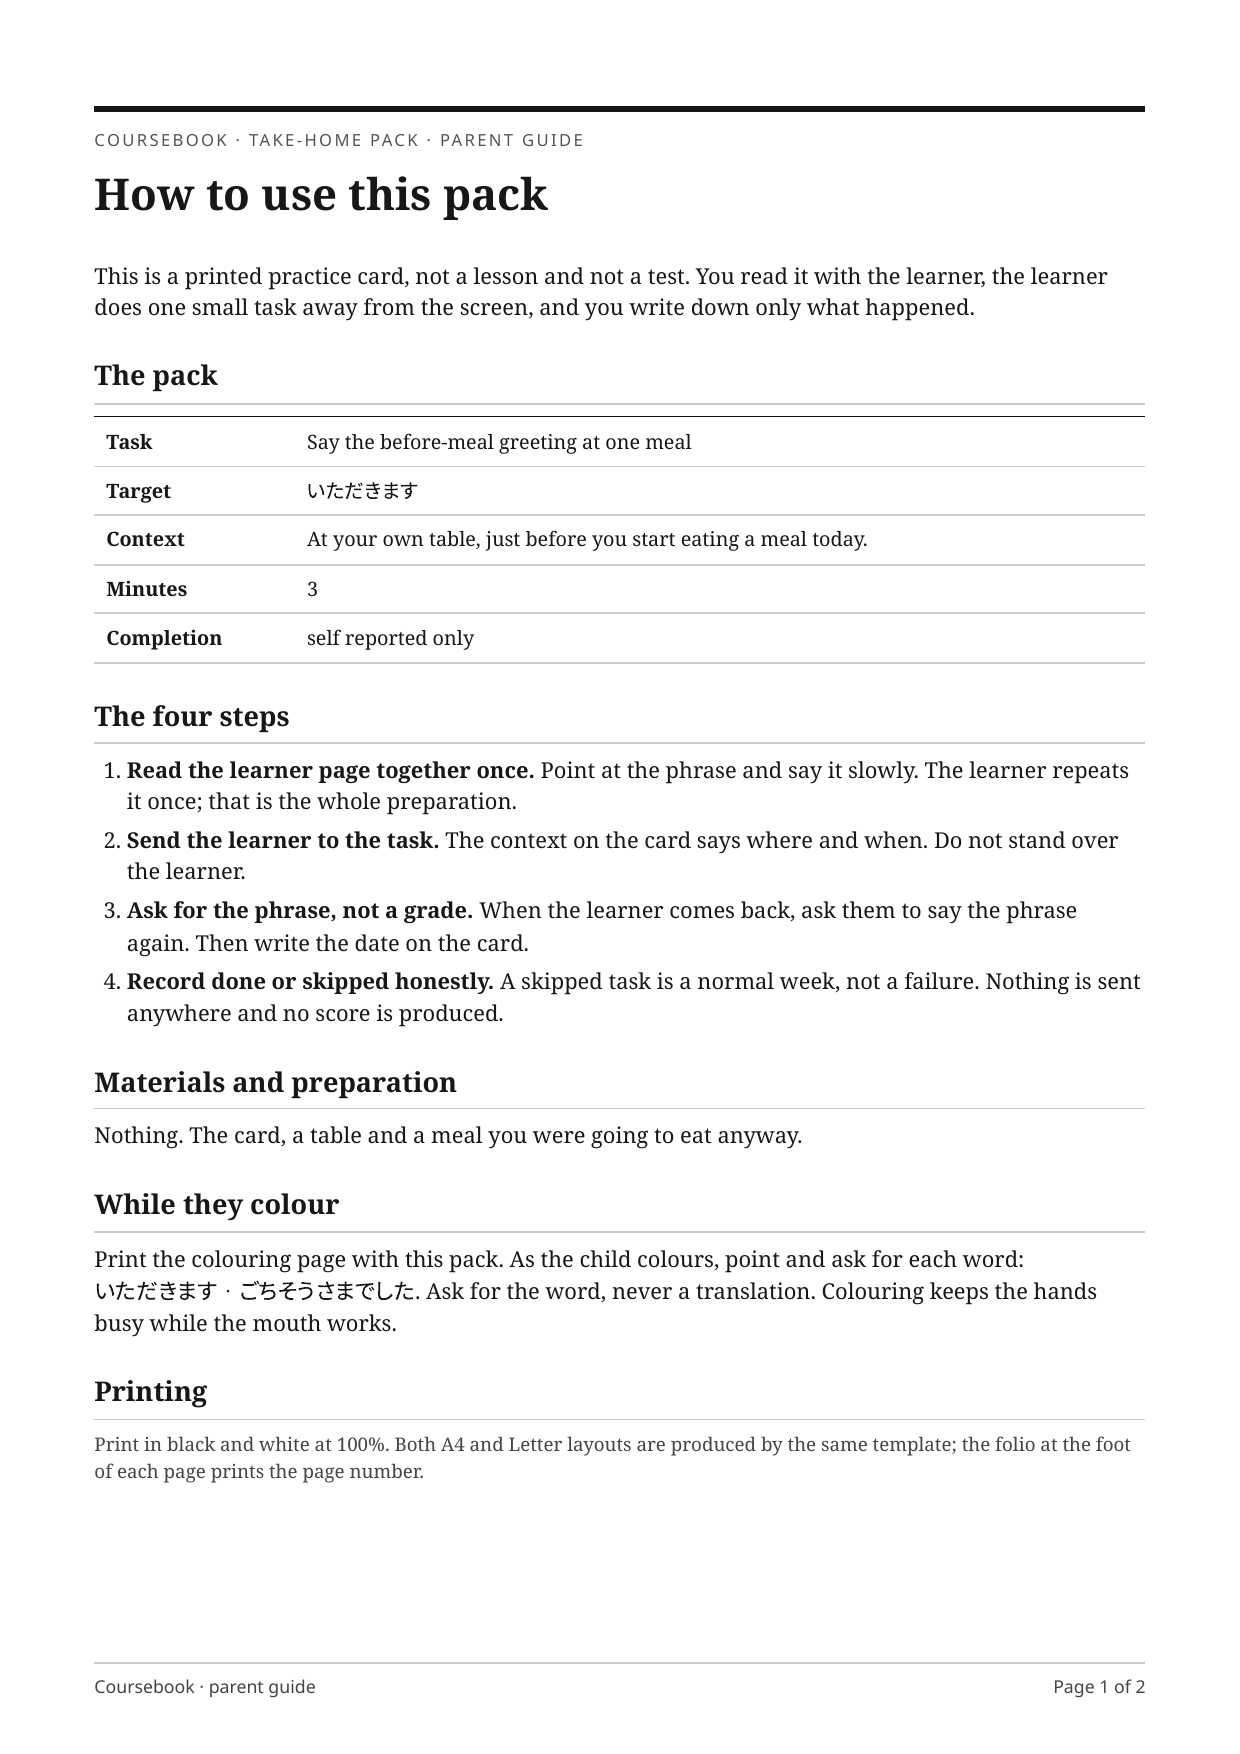 COURSEBOOK · TAKE-HOME PACK · PARENT GUIDE
How to use this pack
This is a printed practice card, not a lesson and not a test. You read it with the learner, the learner
does one small task away from the screen, and you write down only what happened.
The pack
Task Say the before-meal greeting at one meal
Target いただきます
Context At your own table, just before you start eating a meal today.
Minutes 3
Completion self reported only
The four steps
1. Read the learner page together once. Point at the phrase and say it slowly. The learner repeats
it once; that is the whole preparation.
2. Send the learner to the task. The context on the card says where and when. Do not stand over
the learner.
3. Ask for the phrase, not a grade. When the learner comes back, ask them to say the phrase
again. Then write the date on the card.
4. Record done or skipped honestly. A skipped task is a normal week, not a failure. Nothing is sent
anywhere and no score is produced.
Materials and preparation
Nothing. The card, a table and a meal you were going to eat anyway.
While they colour
Print the colouring page with this pack. As the child colours, point and ask for each word:
いただきます · ごちそうさまでした. Ask for the word, never a translation. Colouring keeps the hands
busy while the mouth works.
Printing
Print in black and white at 100%. Both A4 and Letter layouts are produced by the same template; the folio at the foot
of each page prints the page number.
Coursebook · parent guide Page 1 of 2